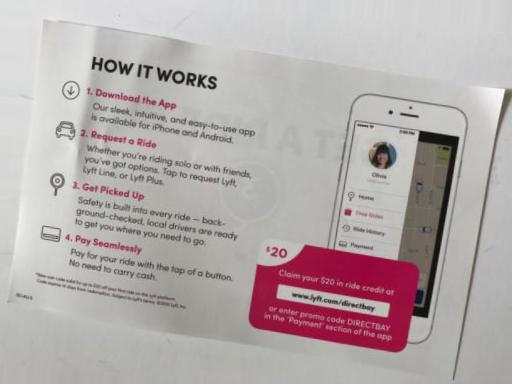 HOW IT WORKS
1. Download the App
Our sleek, intuitive, and easy-to-use app
is available for iPhone and Android.
2. Request a Ride
Whether you're riding solo or with friends,
you've got options. Tap to request Lyft,
Lyft Line, or Lyft Plus.
3. Get Picked Up
Safety is built into every ride — back-
ground-checked, local drivers are ready
to get you where you need to go.
4. Pay Seamlessly
Pay for your ride with the tap of a button.
No need to carry cash.
Olivia
Home
Free Rides
Ride History
Payment
$20
Claim your $20 in ride credit at
www.lyft.com/directbay
or enter promo code DIRECTBAY
in the 'Payment' section of the app